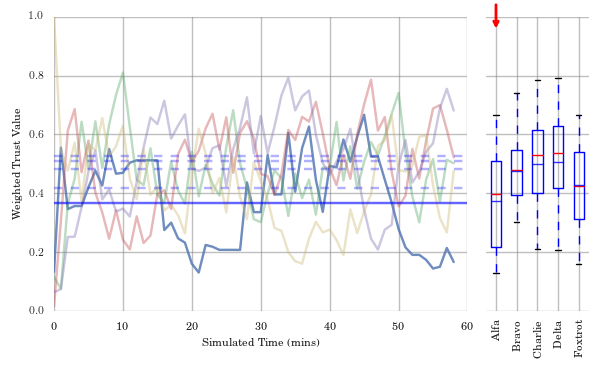 1.0
0.8
0.6
0.4
0.2
0.0
Weighted Trust Value
0 10 20 30 40 50 60
Simulated Time (mins)
Alfa
Bravo
Charlie
Delta
Foxtrot